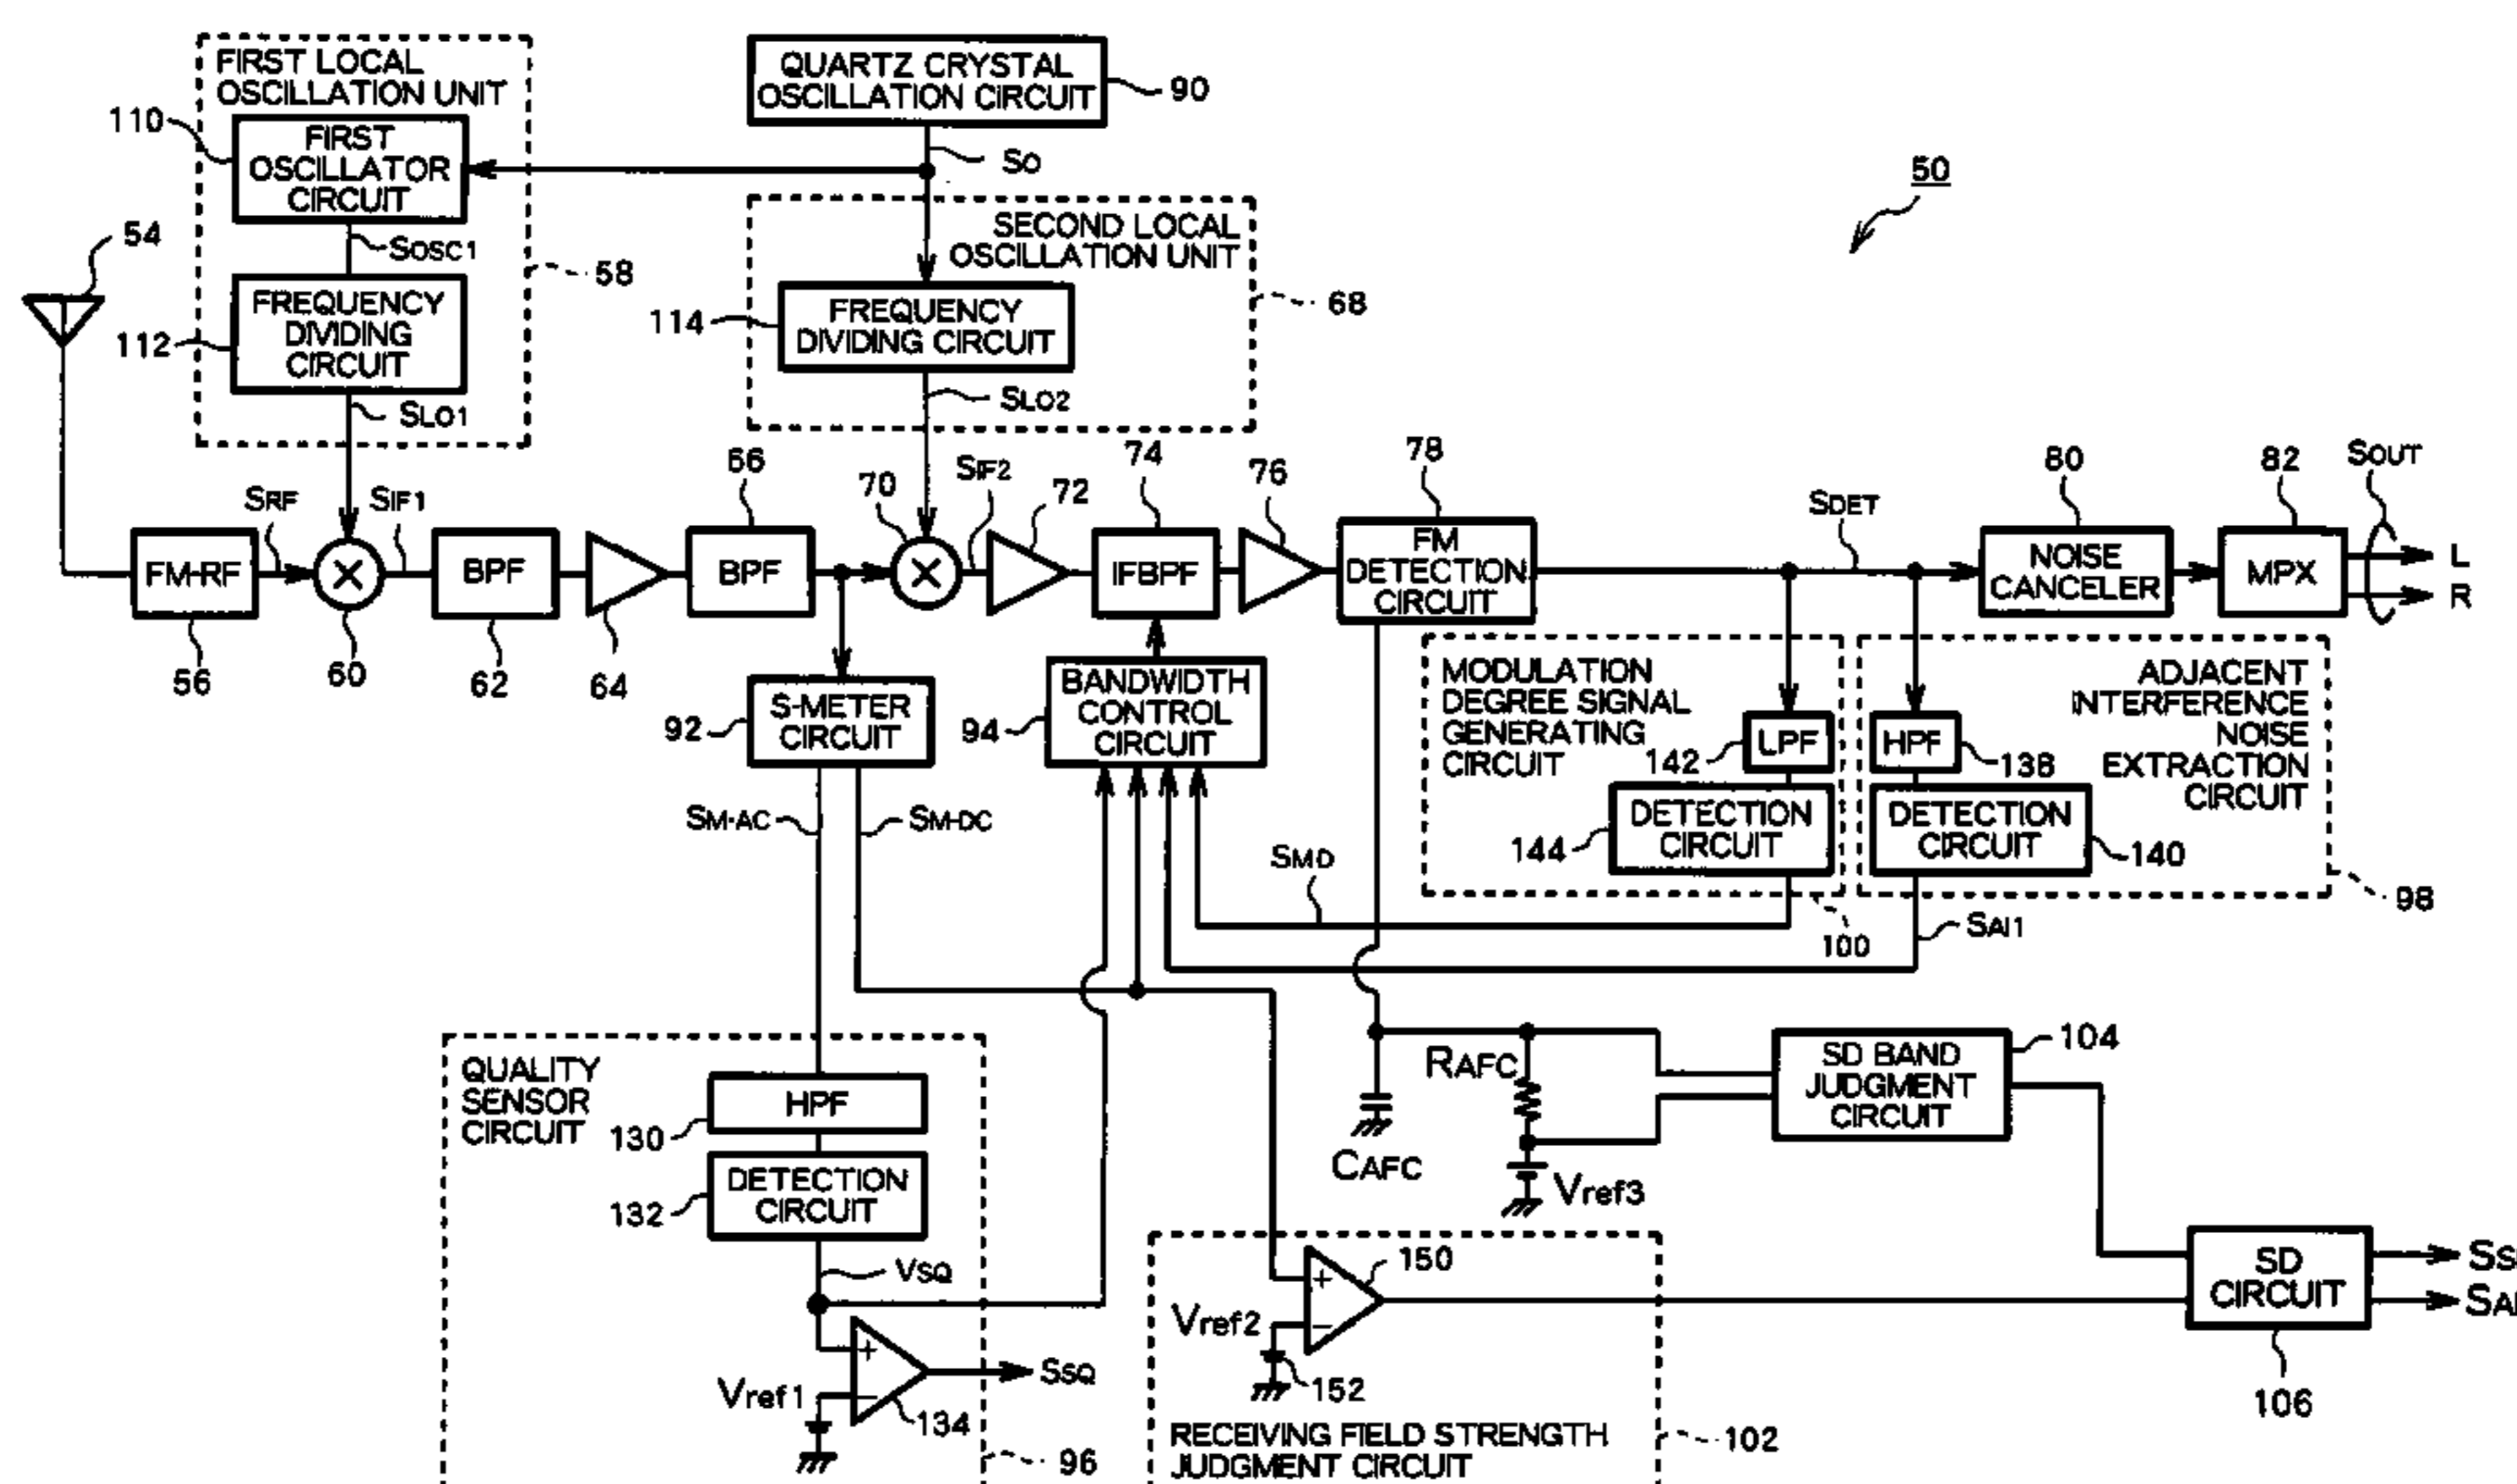 FIRST LOCAL
OSCILLATION UNIT
110
FIRST
OSCILLATOR
CIRCUIT
SOSC1
58
FREQUENCY
DIVIDING
CIRCUIT
112
SLO1
54
QUARTZ CRYSTAL
OSCILLATION CIRCUIT
90
SO
SECOND LOCAL
OSCILLATION UNIT
68
114
FREQUENCY
DIVIDING CIRCUIT
SLO2
50
FM-RF
56
SRF
60
SIF1
BPF
62
64
66
BPF
70
SIF2
72
74
IFBPF
76
78
FM
DETECTION
CIRCUIT
SDET
80
NOISE
CANCELER
82
MPX
SOUT
L
R
S-METER
CIRCUIT
92
BANDWIDTH
CONTROL
CIRCUIT
94
MODULATION
DEGREE SIGNAL
GENERATING
CIRCUIT
LPF
142
DETECTION
CIRCUIT
144
100
ADJACENT
INTERFERENCE
NOISE
EXTRACTION
CIRCUIT
HPF
138
DETECTION
CIRCUIT
140
98
SM-AC
SM-DC
SMD
SAI1
QUALITY
SENSOR
CIRCUIT
HPF
130
DETECTION
CIRCUIT
132
VSQ
Vref1
+
−
134
SSQ
96
RAFC
CAFC
Vref3
SD BAND
JUDGMENT
CIRCUIT
104
150
+
−
Vref2
152
RECEIVING FIELD STRENGTH
JUDGMENT CIRCUIT
102
SD
CIRCUIT
106